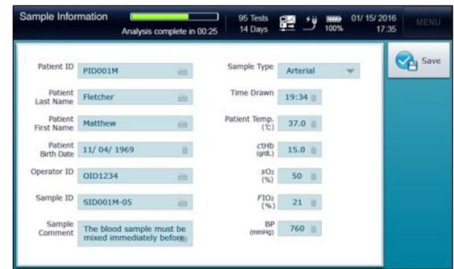 Sample Information
Analysis complete in 00:25
95 Tests
14 Days
100%
01/ 15/ 2016
17:35
MENU
Save
Patient ID PID001M
Patient
Last Name Fletcher
Patient
First Name Matthew
Patient
Birth Date 11/ 04/ 1969
Operator ID OID1234
Sample ID SID001M-05
Sample
Comment The blood sample must be
mixed immediately before
Sample Type Arterial
Time Drawn 19:34
Patient Temp.
(℃) 37.0
ctHb
(g/dL) 15.0
sO₂
(%) 50
FIO₂
(%) 21
BP
(mmHg) 760